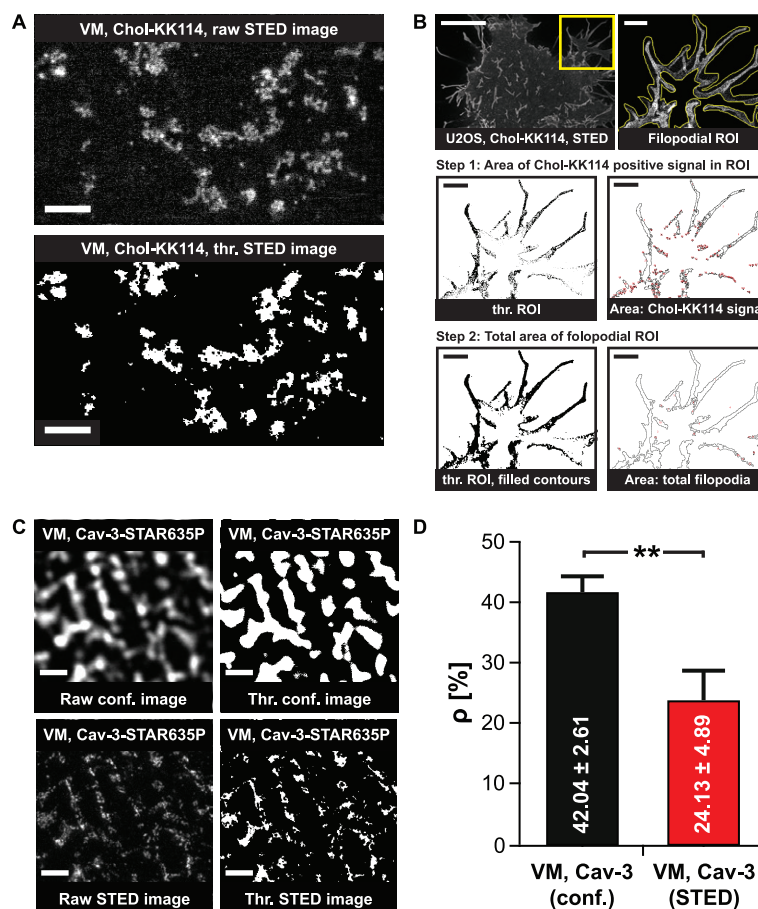 A
VM, Chol-KK114, raw STED image
VM, Chol-KK114, thr. STED image
B
U2OS, Chol-KK114, STED
Filopodial ROI
Step 1: Area of Chol-KK114 positive signal in ROI
thr. ROI
Area: Chol-KK114 signal
Step 2: Total area of folopodial ROI
thr. ROI, filled contours
Area: total filopodia
C
VM, Cav-3-STAR635P
VM, Cav-3-STAR635P
Raw conf. image
Thr. conf. image
VM, Cav-3-STAR635P
VM, Cav-3-STAR635P
Raw STED image
Thr. STED image
D
50
40
30
20
10
0
ρ [%]
**
42.04 ± 2.61
24.13 ± 4.89
VM, Cav-3
(conf.)
VM, Cav-3
(STED)